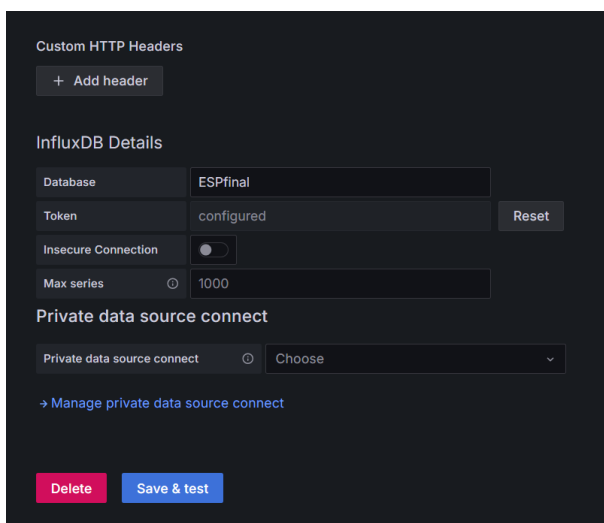 Custom HTTP Headers
+ Add header
InfluxDB Details
Database ESPfinal
Token configured Reset
Insecure Connection
Max series 1000
Private data source connect
Private data source connect Choose
→ Manage private data source connect
Delete Save & test